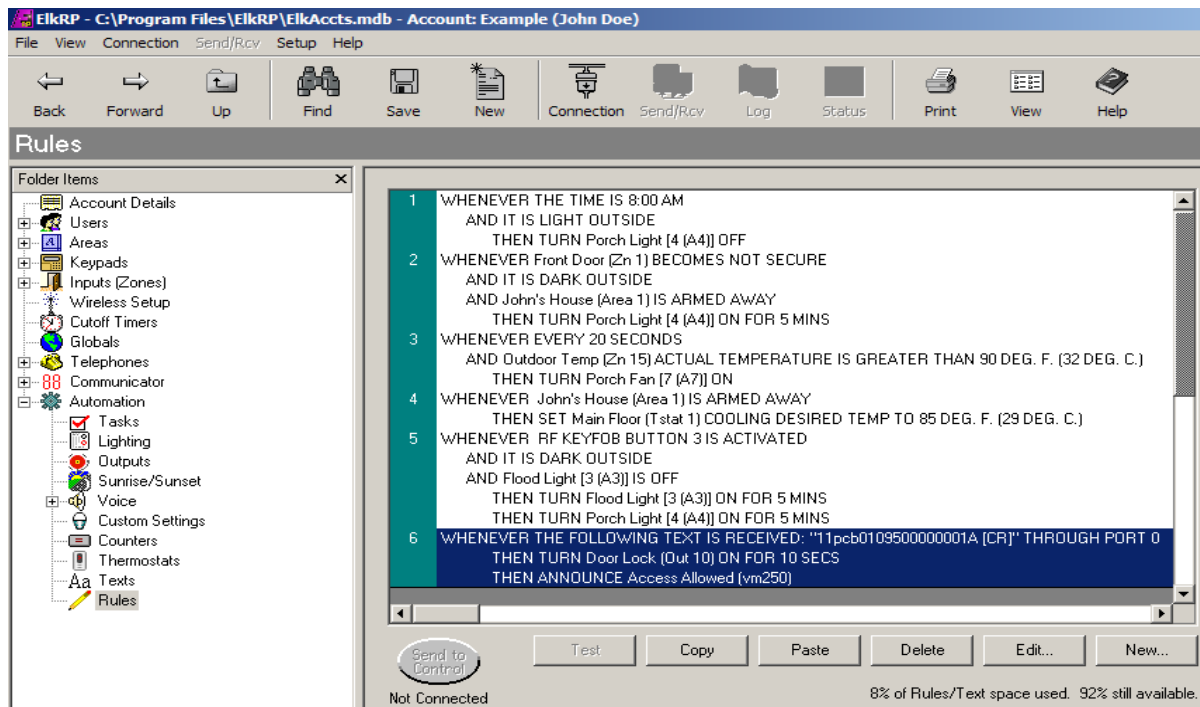 ElkRP - C:\Program Files\ElkRP\ElkAccts.mdb - Account: Example (John Doe)
File View Connection Send/Rcv Setup Help
Back Forward Up Find Save New Connection Send/Rcv Log Status Print View Help
Rules
Folder Items
Account Details
Users
Areas
Keypads
Inputs (Zones)
Wireless Setup
Cutoff Timers
Globals
Telephones
88 Communicator
Automation
Tasks
Lighting
Outputs
Sunrise/Sunset
Voice
Custom Settings
Counters
Thermostats
Aa Texts
Rules
1 WHENEVER THE TIME IS 8:00 AM
AND IT IS LIGHT OUTSIDE
THEN TURN Porch Light [4 (A4)] OFF
2 WHENEVER Front Door (Zn 1) BECOMES NOT SECURE
AND IT IS DARK OUTSIDE
AND John's House (Area 1) IS ARMED AWAY
THEN TURN Porch Light [4 (A4)] ON FOR 5 MINS
3 WHENEVER EVERY 20 SECONDS
AND Outdoor Temp (Zn 15) ACTUAL TEMPERATURE IS GREATER THAN 90 DEG. F. (32 DEG. C.)
THEN TURN Porch Fan [7 (A7)] ON
4 WHENEVER John's House (Area 1) IS ARMED AWAY
THEN SET Main Floor (Tstat 1) COOLING DESIRED TEMP TO 85 DEG. F. (29 DEG. C.)
5 WHENEVER RF KEYFOB BUTTON 3 IS ACTIVATED
AND IT IS DARK OUTSIDE
AND Flood Light [3 (A3)] IS OFF
THEN TURN Flood Light [3 (A3)] ON FOR 5 MINS
THEN TURN Porch Light [4 (A4)] ON FOR 5 MINS
6 WHENEVER THE FOLLOWING TEXT IS RECEIVED: "11pcb0109500000001A [CR]" THROUGH PORT 0
THEN TURN Door Lock (Out 10) ON FOR 10 SECS
THEN ANNOUNCE Access Allowed (vm250)
Send to Control
Test Copy Paste Delete Edit... New...
Not Connected
8% of Rules/Text space used. 92% still available.